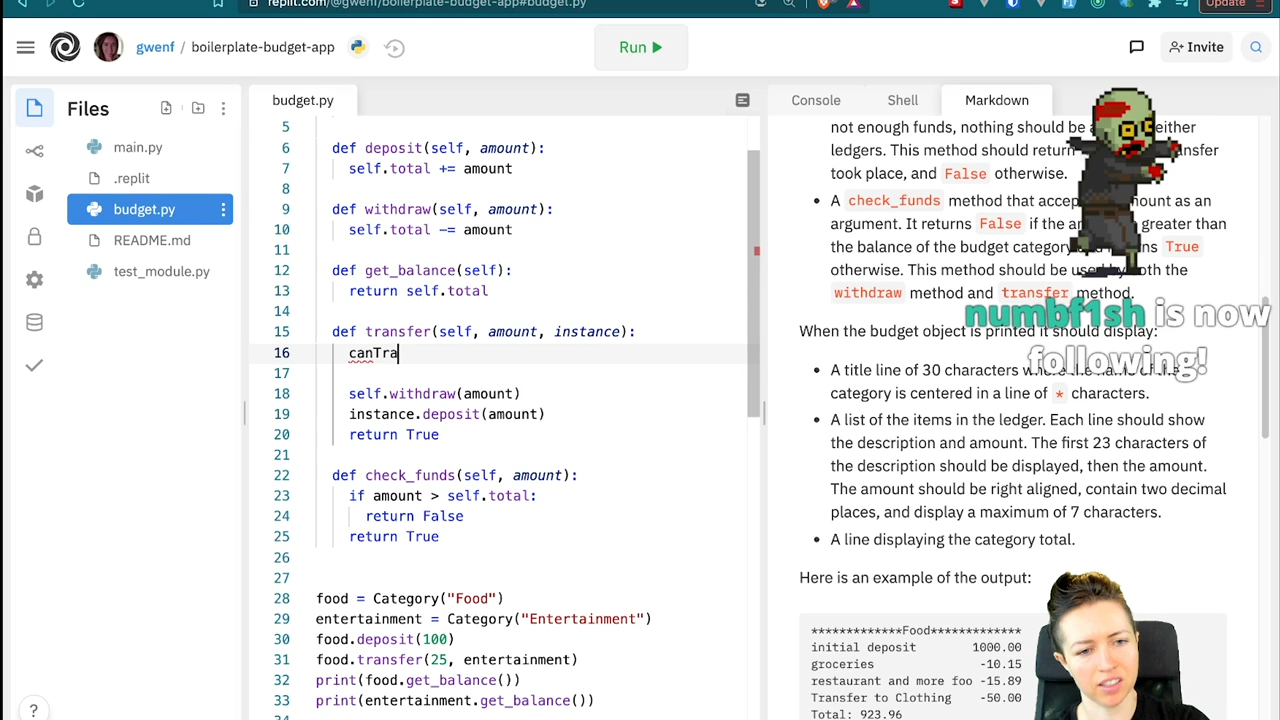 replit.com/@gwenf/boilerplate-budget-app#budget.py
Update
gwenf / boilerplate-budget-app
Run
Invite
Files
main.py
.replit
budget.py
README.md
test_module.py
budget.py
5
6 def deposit(self, amount):
7 self.total += amount
8
9 def withdraw(self, amount):
10 self.total -= amount
11
12 def get_balance(self):
13 return self.total
14
15 def transfer(self, amount, instance):
16 canTra
17
18 self.withdraw(amount)
19 instance.deposit(amount)
20 return True
21
22 def check_funds(self, amount):
23 if amount > self.total:
24 return False
25 return True
26
27
28 food = Category("Food")
29 entertainment = Category("Entertainment")
30 food.deposit(100)
31 food.transfer(25, entertainment)
32 print(food.get_balance())
33 print(entertainment.get_balance())
Console Shell Markdown
not enough funds, nothing should be
ledgers. This method should return
took place, and False otherwise.
A check_funds method that as an
argument. It returns False if the greater than
the balance of the budget category True
otherwise. This method should be both the
withdraw method and transfer method.
numbf1sh is now
following!
When the budget object is printed it should display:
A title line of 30 characters
category is centered in a line of * characters.
A list of the items in the ledger. Each line should show
the description and amount. The first 23 characters of
the description should be displayed, then the amount.
The amount should be right aligned, contain two decimal
places, and display a maximum of 7 characters.
A line displaying the category total.
Here is an example of the output:
*************Food*************
initial deposit 1000.00
groceries -10.15
restaurant and more foo -15.89
Transfer to Clothing -50.00
Total: 923.96
?